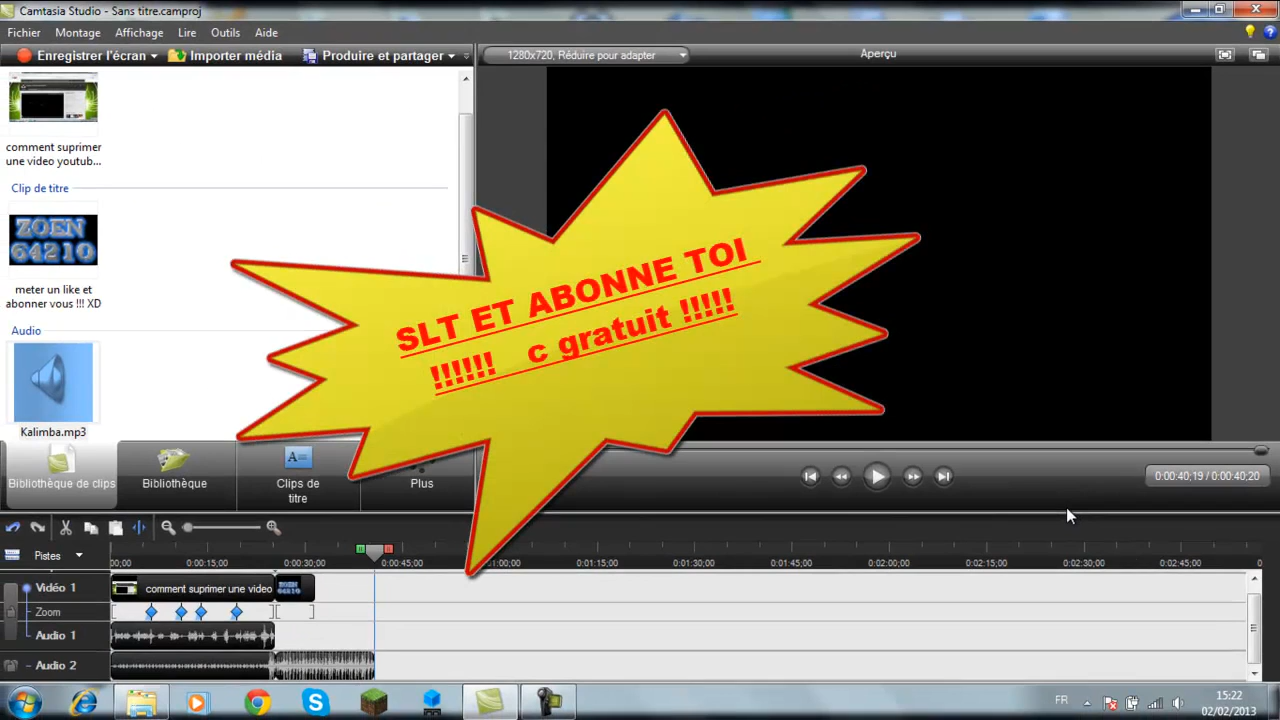 Camtasia Studio - Sans titre.camproj
Fichier Montage Affichage Lire Outils Aide
Enregistrer l'écran Importer média Produire et partager
1280x720, Réduire pour adapter
Aperçu
comment suprimer
une video youtub...
Clip de titre
ZOEN
64210
meter un like et
abonner vous !!! XD
Audio
Kalimba.mp3
SLT ET ABONNE TOI
!!!!!! c gratuit !!!!!
Bibliothèque de clips
Bibliothèque
Clips de
titre
Plus
0:00:40;19 / 0:00:40;20
Pistes
00;00 0:00:15;00 0:00:30;00 0:00:45;00 0:01:00;00 0:01:15;00 0:01:30;00 0:01:45;00 0:02:00;00 0:02:15;00 0:02:30;00 0:02:45;00
Vidéo 1
comment suprimer une video
Zoom
Audio 1
Audio 2
FR
15:22
02/02/2013